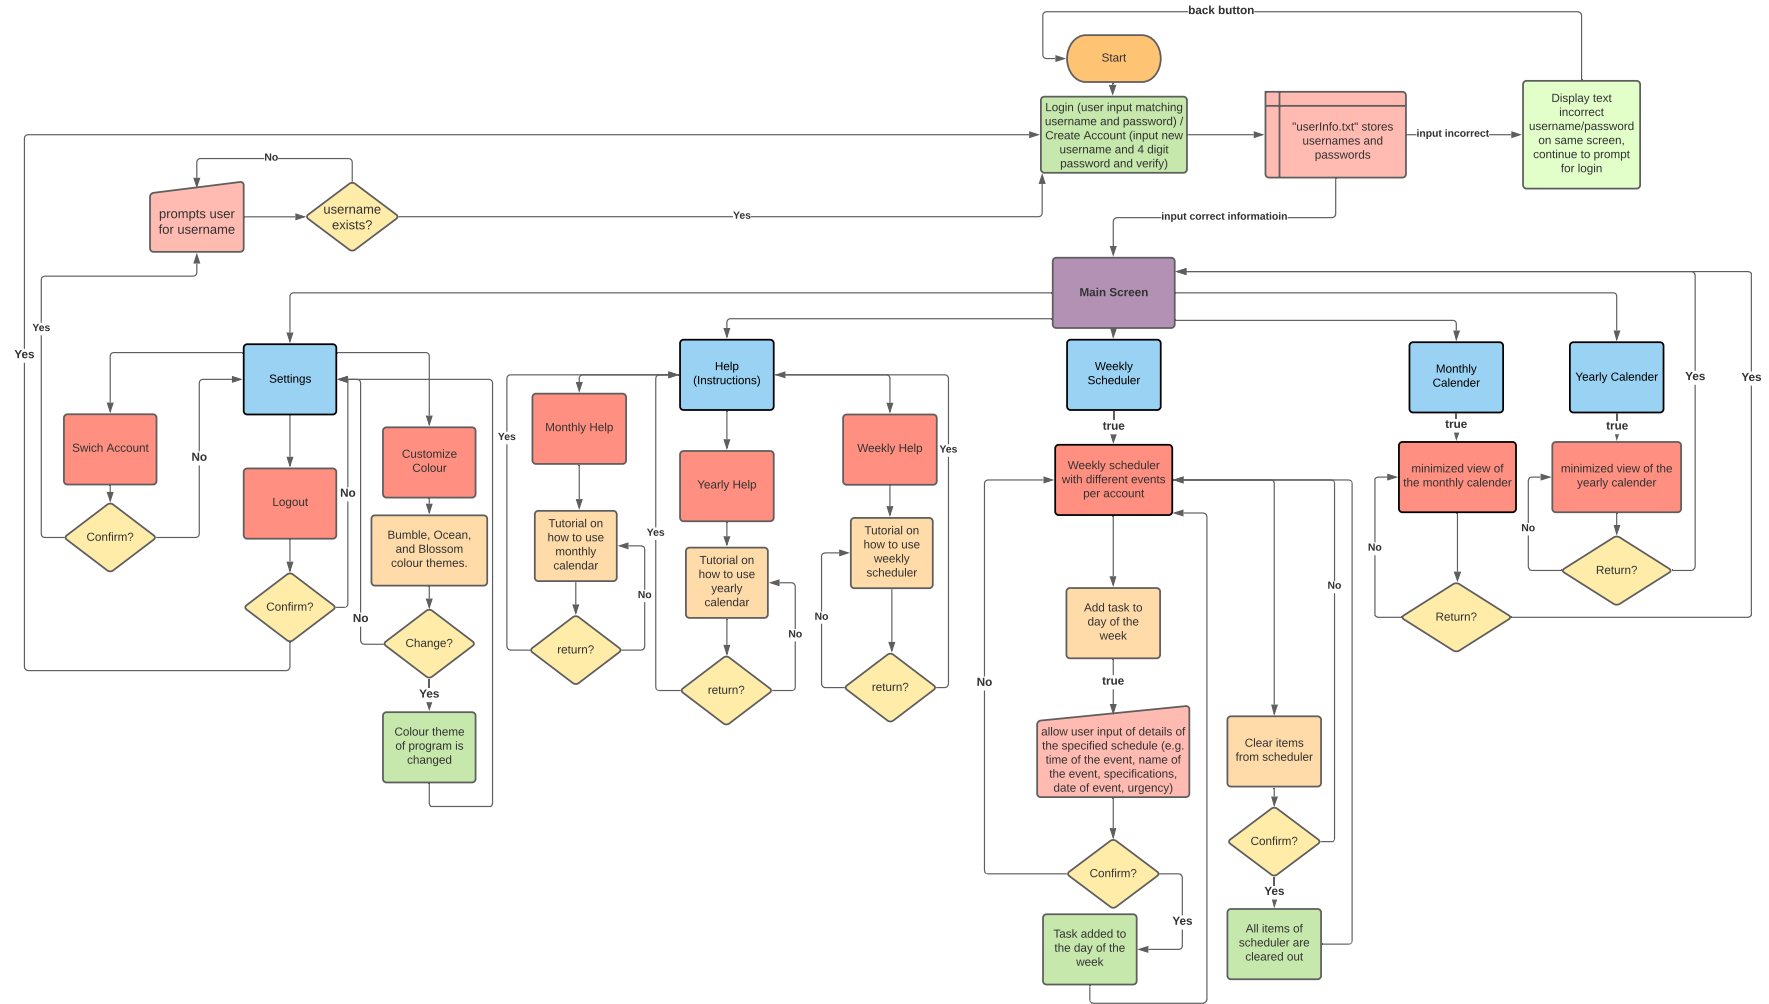 back button
Start
Login (user input matching
username and password) /
Create Account (input new
username and 4 digit
password and verify)
"userInfo.txt" stores
usernames and
passwords
input incorrect
Display text
incorrect
username/password
on same screen,
continue to prompt
for login
No
prompts user
for username
username
exists?
Yes
input correct informatioin
Main Screen
Yes
Yes
Settings
Help
(Instructions)
Weekly
Scheduler
Monthly
Calender
Yearly Calender
Yes
Yes
Swich Account
No
Confirm?
Logout
No
Confirm?
Customize
Colour
Bumble, Ocean,
and Blossom
colour themes.
No
Change?
Yes
Colour theme
of program is
changed
Yes
Monthly Help
Tutorial on
how to use
monthly
calendar
No
return?
Yes
Yearly Help
Tutorial on
how to use
yearly
calendar
No
return?
Weekly Help
Yes
Tutorial on
how to use
weekly
scheduler
No
return?
true
Weekly scheduler
with different events
per account
Add task to
day of the
week
true
No
allow user input of details of
the specified schedule (e.g.
time of the event, name of
the event, specifications,
date of event, urgency)
Confirm?
Yes
Task added to
the day of the
week
No
Clear items
from scheduler
Confirm?
Yes
All items of
scheduler are
cleared out
true
minimized view of
the monthly calender
No
Return?
true
minimized view of the
yearly calender
No
Return?